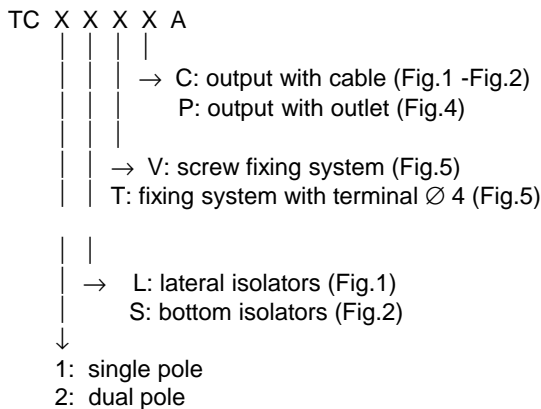 TC X X X X A
→ C: output with cable (Fig.1 -Fig.2)
P: output with outlet (Fig.4)
→ V: screw fixing system (Fig.5)
T: fixing system with terminal ∅ 4 (Fig.5)
→ L: lateral isolators (Fig.1)
S: bottom isolators (Fig.2)
↓
1: single pole
2: dual pole